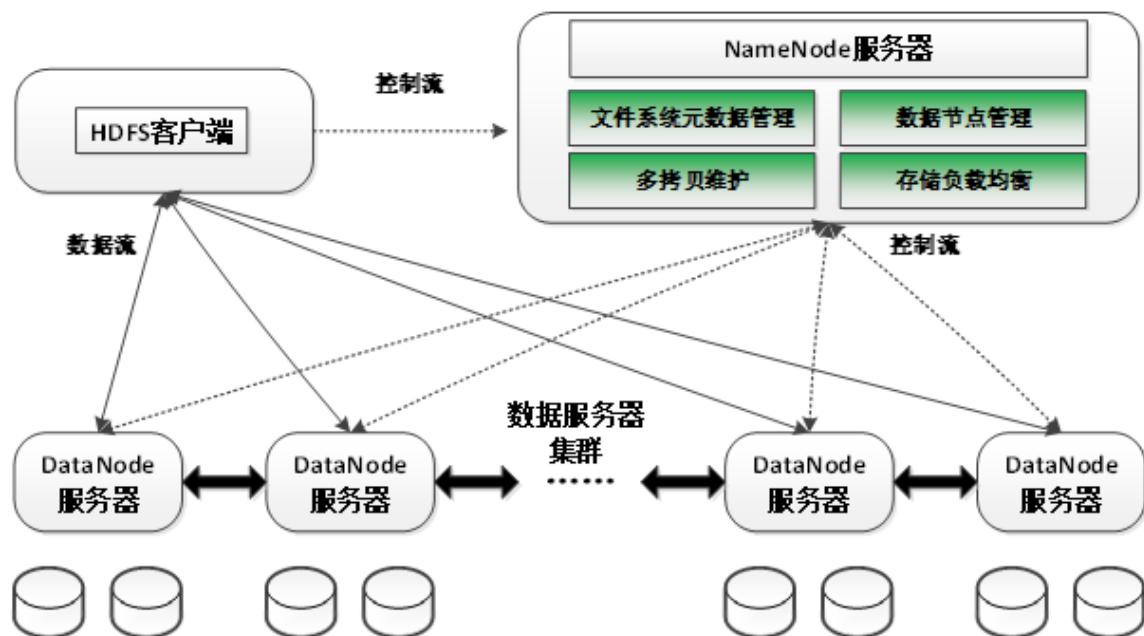 NameNode服务器
控制流
HDFS客户端
文件系统元数据管理
数据节点管理
多拷贝维护
存储负载均衡
数据流
控制流
数据服务器
集群
......
DataNode
服务器
DataNode
服务器
DataNode
服务器
DataNode
服务器